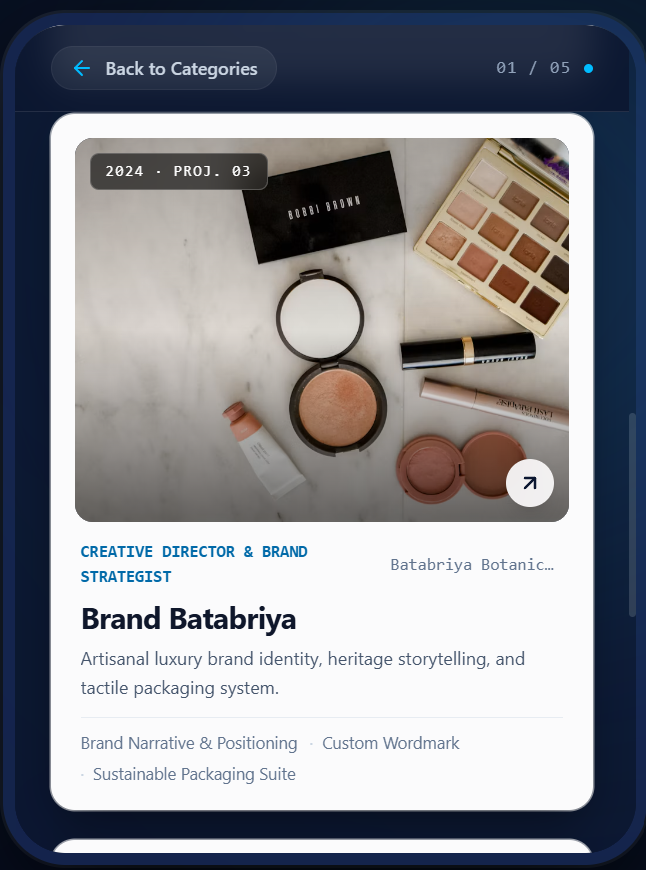 Back to Categories
01 / 05
2024 · PROJ. 03
BOBBI BROWN
CREATIVE DIRECTOR & BRAND
STRATEGIST
Batabriya Botanic…
Brand Batabriya
Artisanal luxury brand identity, heritage storytelling, and
tactile packaging system.
Brand Narrative & Positioning · Custom Wordmark
· Sustainable Packaging Suite